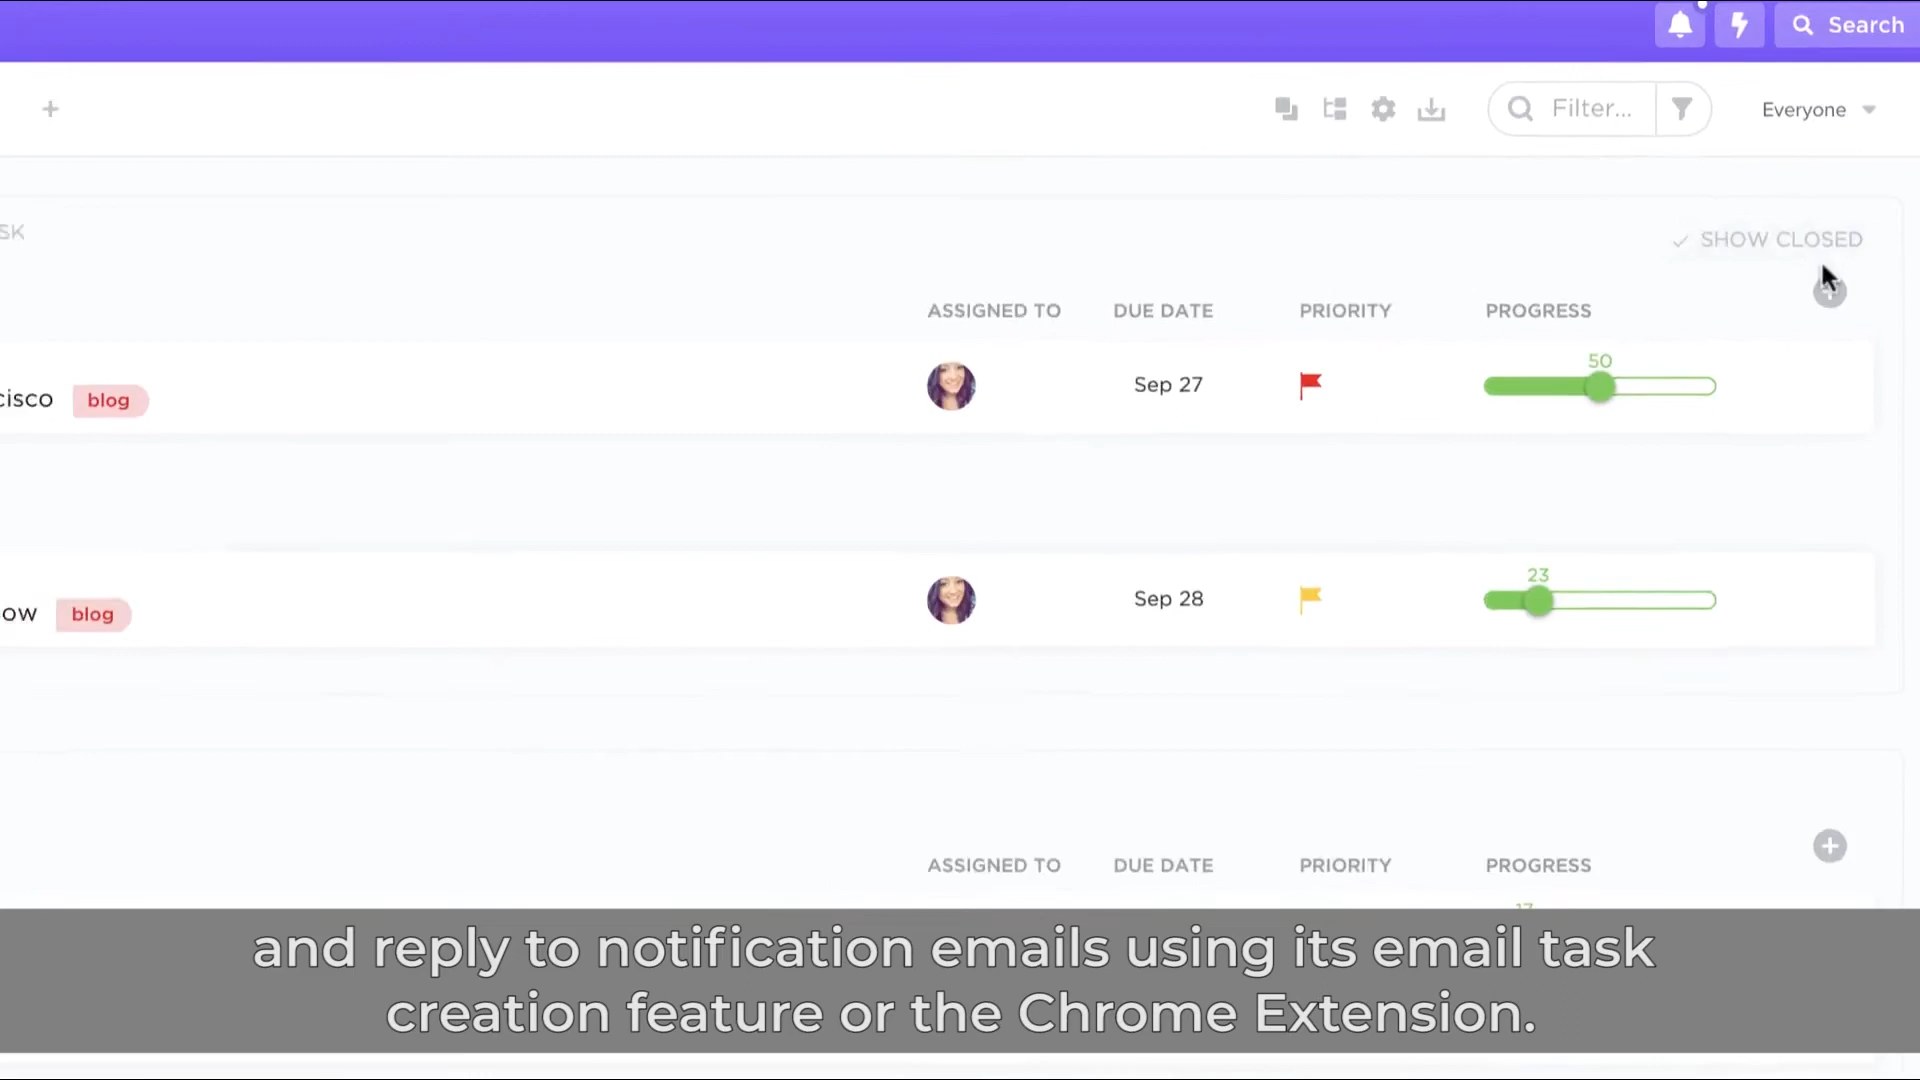 Search
Filter...
Everyone
SK
SHOW CLOSED
ASSIGNED TO DUE DATE PRIORITY PROGRESS
50
cisco blog Sep 27
23
ow blog Sep 28
ASSIGNED TO DUE DATE PRIORITY PROGRESS
17
and reply to notification emails using its email task
creation feature or the Chrome Extension.